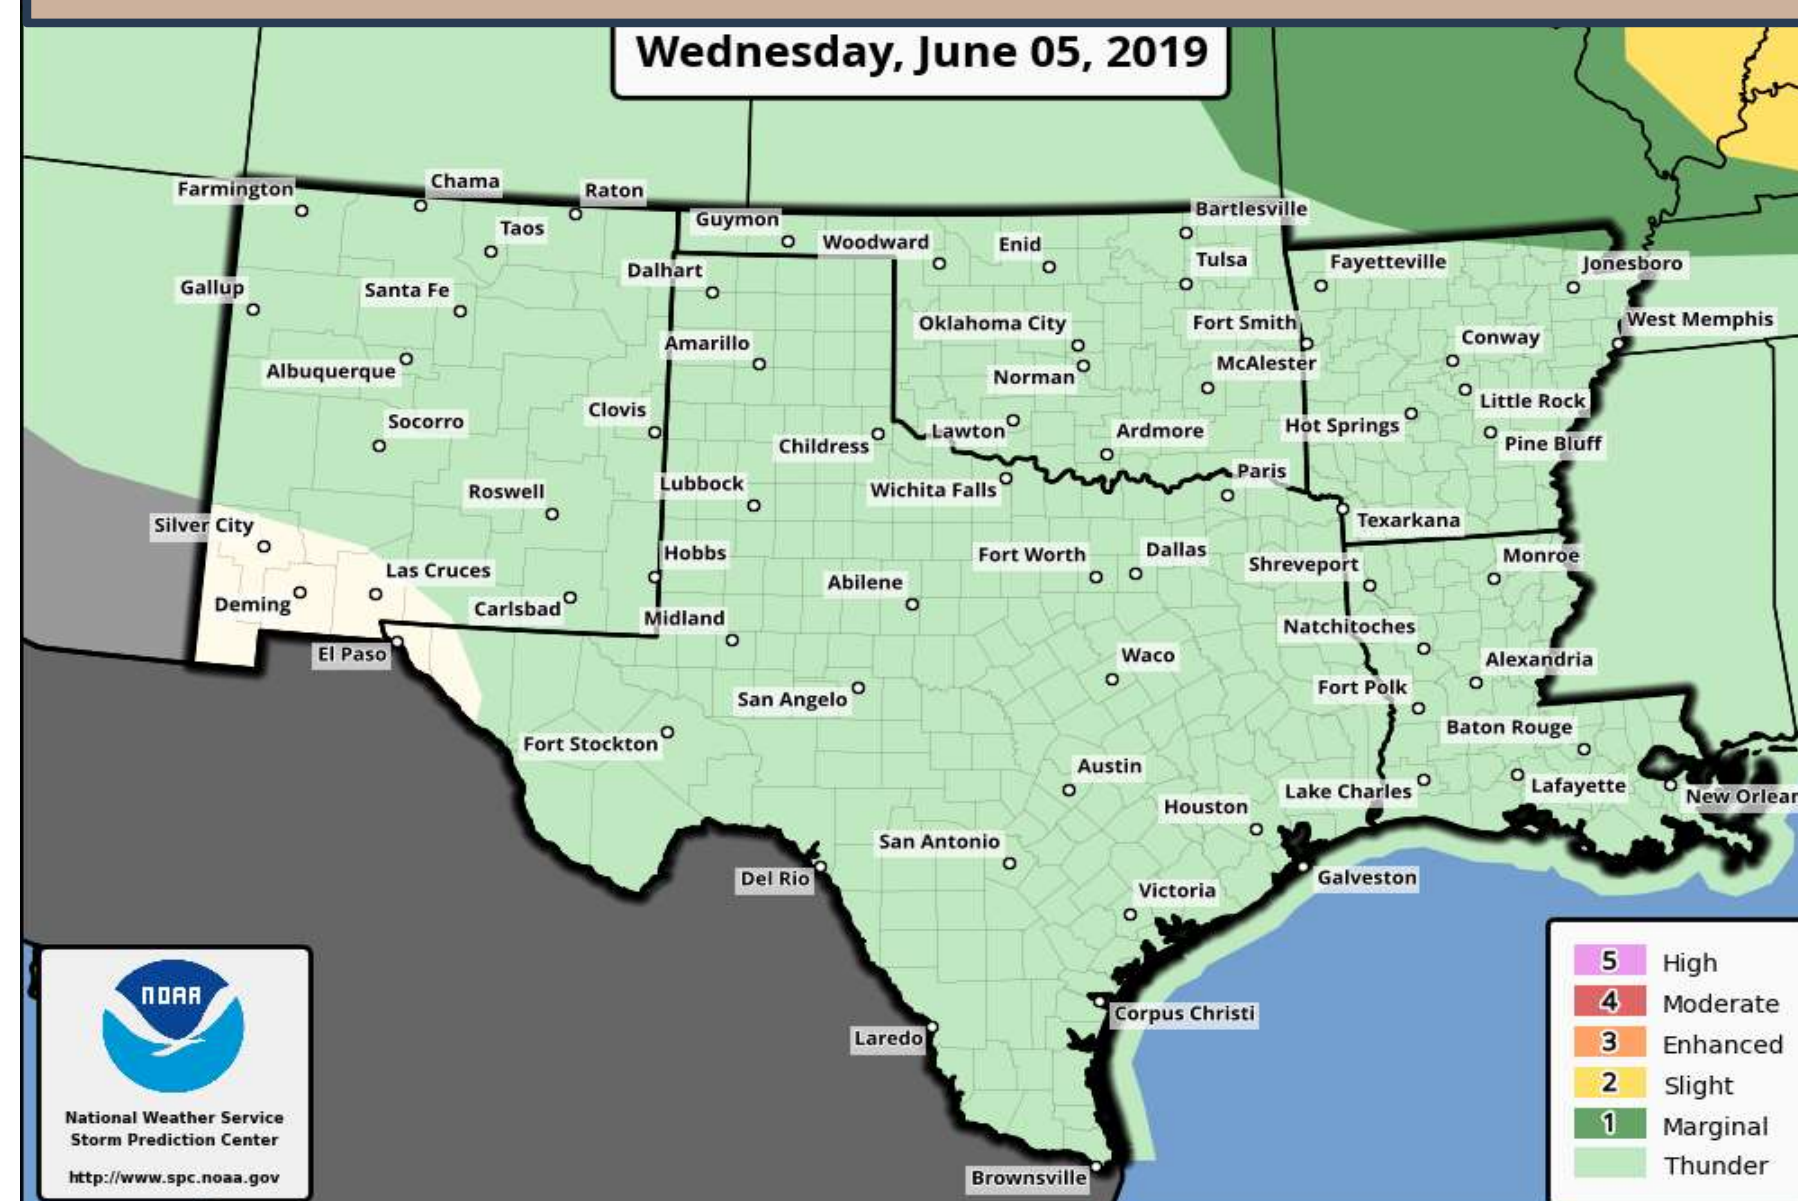 Wednesday, June 05, 2019
Farmington
Chama
Raton
Taos
Guymon
Woodward
Enid
Bartlesville
Tulsa
Fayetteville
Jonesboro
Gallup
Santa Fe
Dalhart
Oklahoma City
Fort Smith
West Memphis
Conway
Albuquerque
Amarillo
Norman
McAlester
Little Rock
Socorro
Clovis
Childress
Lawton
Ardmore
Hot Springs
Pine Bluff
Roswell
Lubbock
Wichita Falls
Paris
Texarkana
Silver City
Las Cruces
Hobbs
Abilene
Fort Worth
Dallas
Shreveport
Monroe
Deming
Carlsbad
Midland
Natchitoches
El Paso
San Angelo
Waco
Fort Polk
Alexandria
Baton Rouge
Fort Stockton
Austin
Houston
Lake Charles
Lafayette
New Orlean
San Antonio
Del Rio
Victoria
Galveston
Corpus Christi
Laredo
Brownsville
NOAA
National Weather Service
Storm Prediction Center
http://www.spc.noaa.gov
5 High
4 Moderate
3 Enhanced
2 Slight
1 Marginal
Thunder